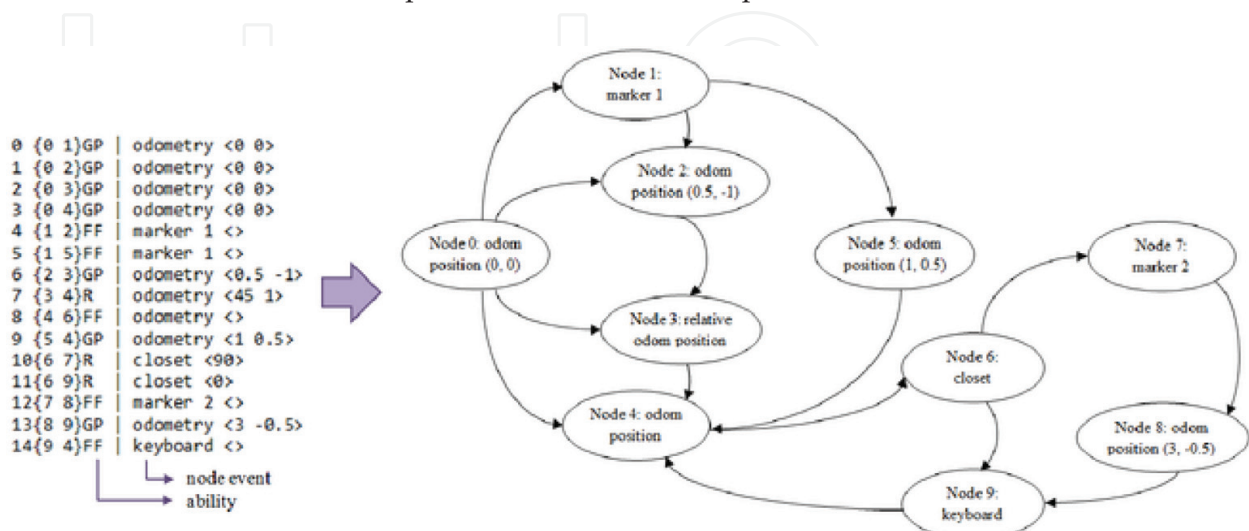 0 {0 1}GP | odometry <0 0>
1 {0 2}GP | odometry <0 0>
2 {0 3}GP | odometry <0 0>
3 {0 4}GP | odometry <0 0>
4 {1 2}FF | marker 1 <>
5 {1 5}FF | marker 1 <>
6 {2 3}GP | odometry <0.5 -1>
7 {3 4}R | odometry <45 1>
8 {4 6}FF | odometry <>
9 {5 4}GP | odometry <1 0.5>
10{6 7}R | closet <90>
11{6 9}R | closet <0>
12{7 8}FF | marker 2 <>
13{8 9}GP | odometry <3 -0.5>
14{9 4}FF | keyboard <>
node event
ability
Node 1:
marker 1
Node 2: odom
position (0.5, -1)
Node 0: odom
position (0, 0)
Node 3: relative
odom position
Node 4: odom
position
Node 5: odom
position (1, 0.5)
Node 6:
closet
Node 7:
marker 2
Node 8: odom
position (3, -0.5)
Node 9:
keyboard